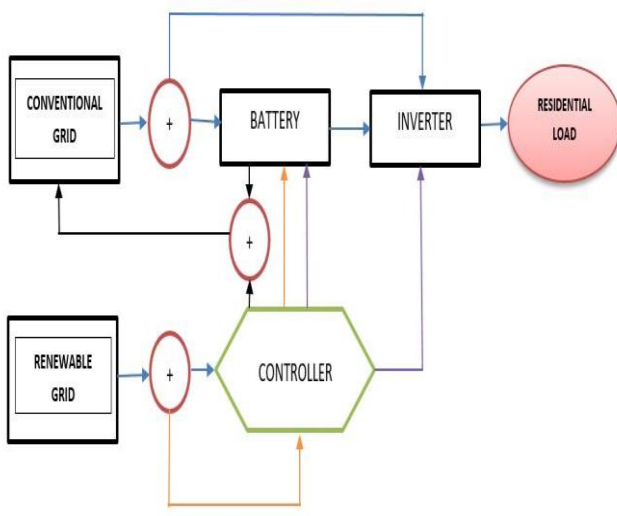 CONVENTIONAL
GRID
+
BATTERY
INVERTER
RESIDENTIAL
LOAD
+
RENEWABLE
GRID
+
CONTROLLER